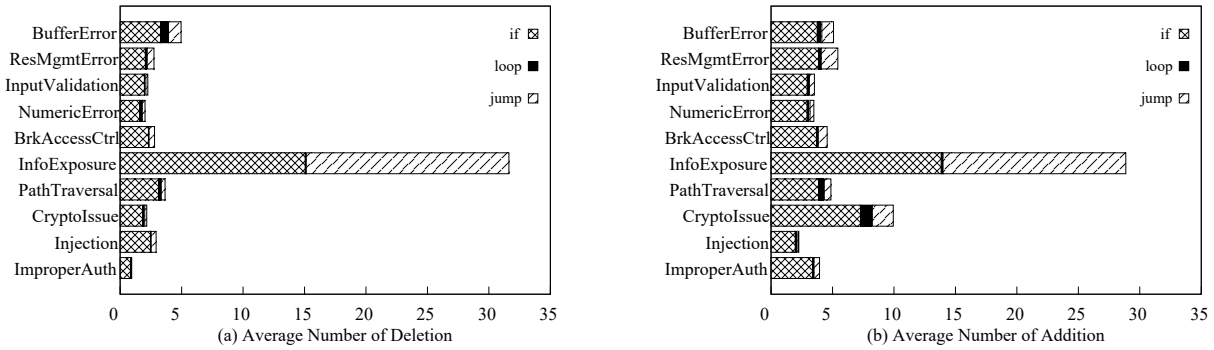 BufferError
ResMgmtError
InputValidation
NumericError
BrkAccessCtrl
InfoExposure
PathTraversal
CryptoIssue
Injection
ImproperAuth
if
loop
jump
0 5 10 15 20 25 30 35
(a) Average Number of Deletion
BufferError
ResMgmtError
InputValidation
NumericError
BrkAccessCtrl
InfoExposure
PathTraversal
CryptoIssue
Injection
ImproperAuth
if
loop
jump
0 5 10 15 20 25 30 35
(b) Average Number of Addition